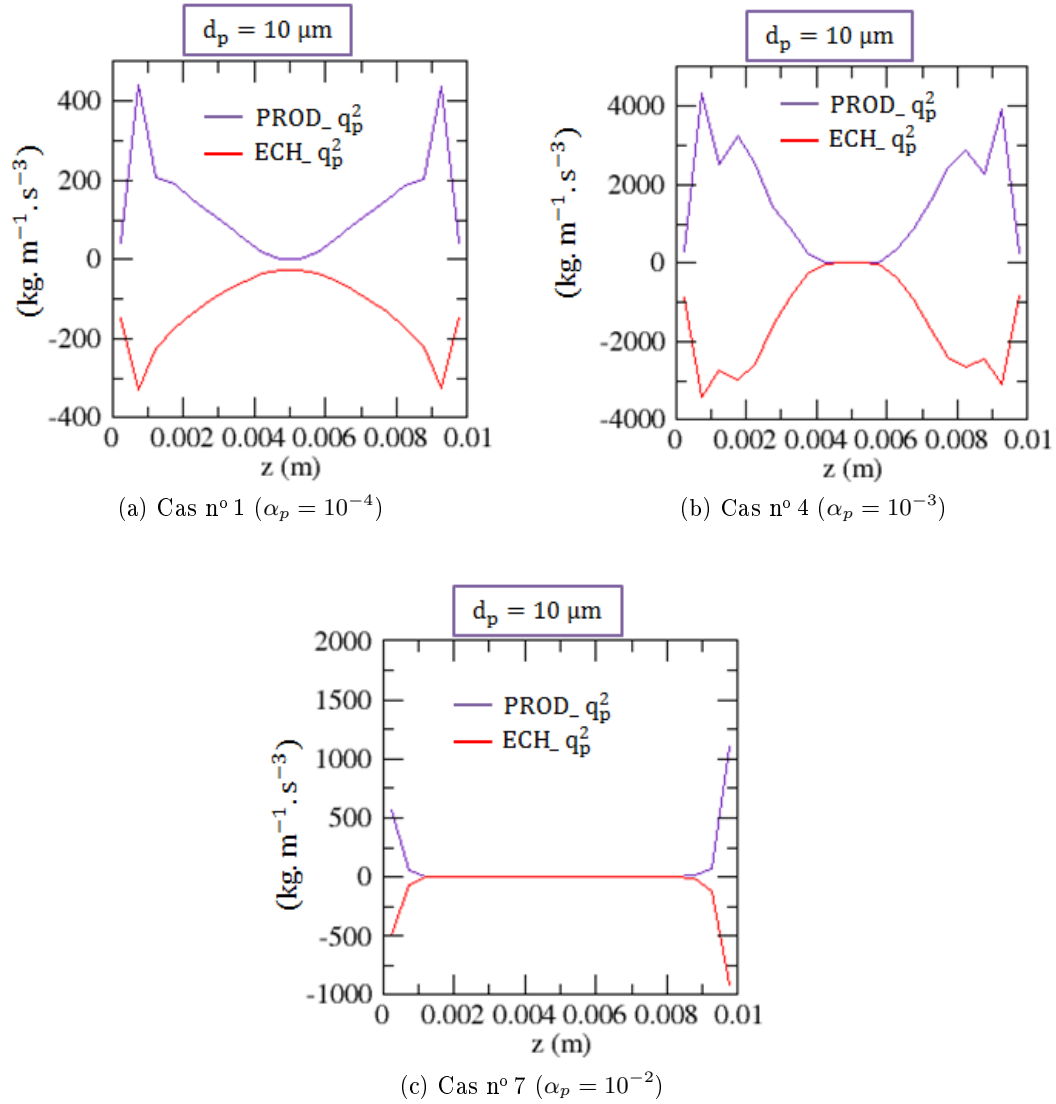 d_p = 10 μm
400
200
0
-200
-400
(kg. m^−1. s^−3)
PROD_ q_p^2
ECH_ q_p^2
0 0.002 0.004 0.006 0.008 0.01
z (m)
(a) Cas nº 1 (α_p = 10^−4)
d_p = 10 μm
4000
2000
0
-2000
-4000
(kg. m^−1. s^−3)
PROD_ q_p^2
ECH_ q_p^2
0 0.002 0.004 0.006 0.008 0.01
z (m)
(b) Cas nº 4 (α_p = 10^−3)
d_p = 10 μm
2000
1500
1000
500
0
-500
-1000
(kg. m^−1. s^−3)
PROD_ q_p^2
ECH_ q_p^2
0 0.002 0.004 0.006 0.008 0.01
z (m)
(c) Cas nº 7 (α_p = 10^−2)